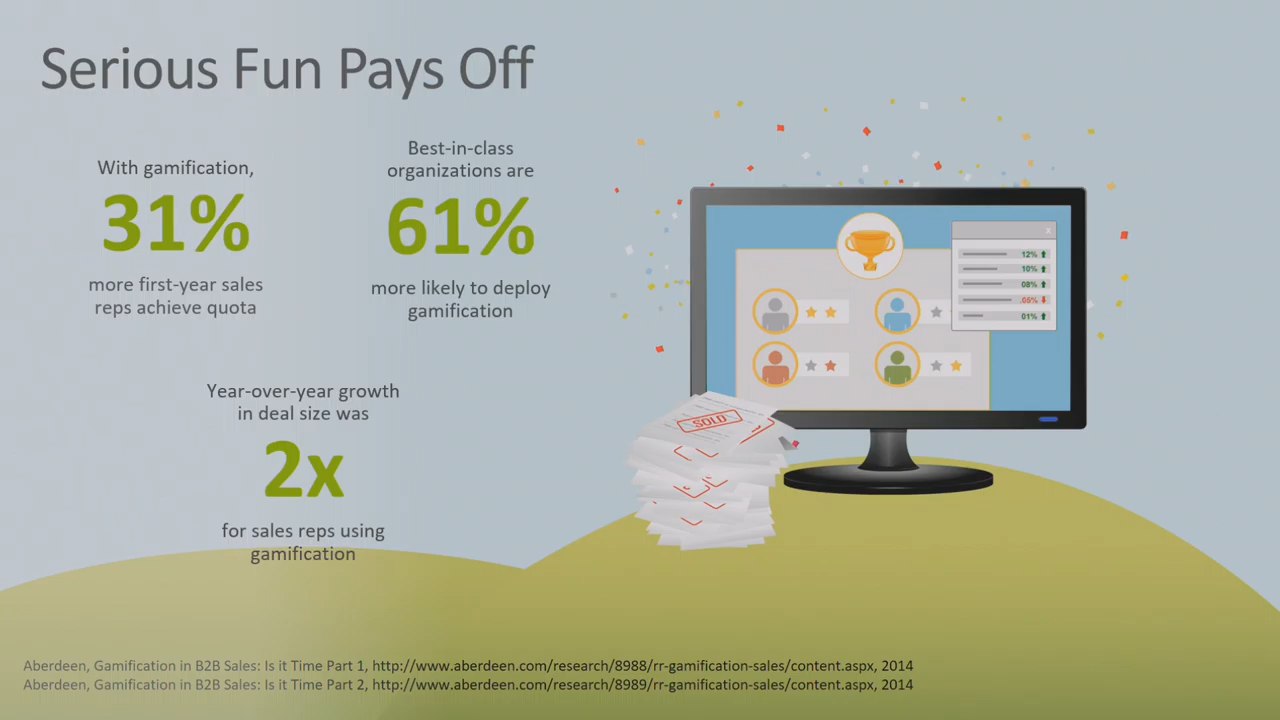 Serious Fun Pays Off
With gamification,
31%
more first-year sales
reps achieve quota
Best-in-class
organizations are
61%
more likely to deploy
gamification
Year-over-year growth
in deal size was
2x
for sales reps using
gamification
X
12%
10%
08%
.05%
01%
SOLD
Aberdeen, Gamification in B2B Sales: Is it Time Part 1, http://www.aberdeen.com/research/8988/rr-gamification-sales/content.aspx, 2014
Aberdeen, Gamification in B2B Sales: Is it Time Part 2, http://www.aberdeen.com/research/8989/rr-gamification-sales/content.aspx, 2014